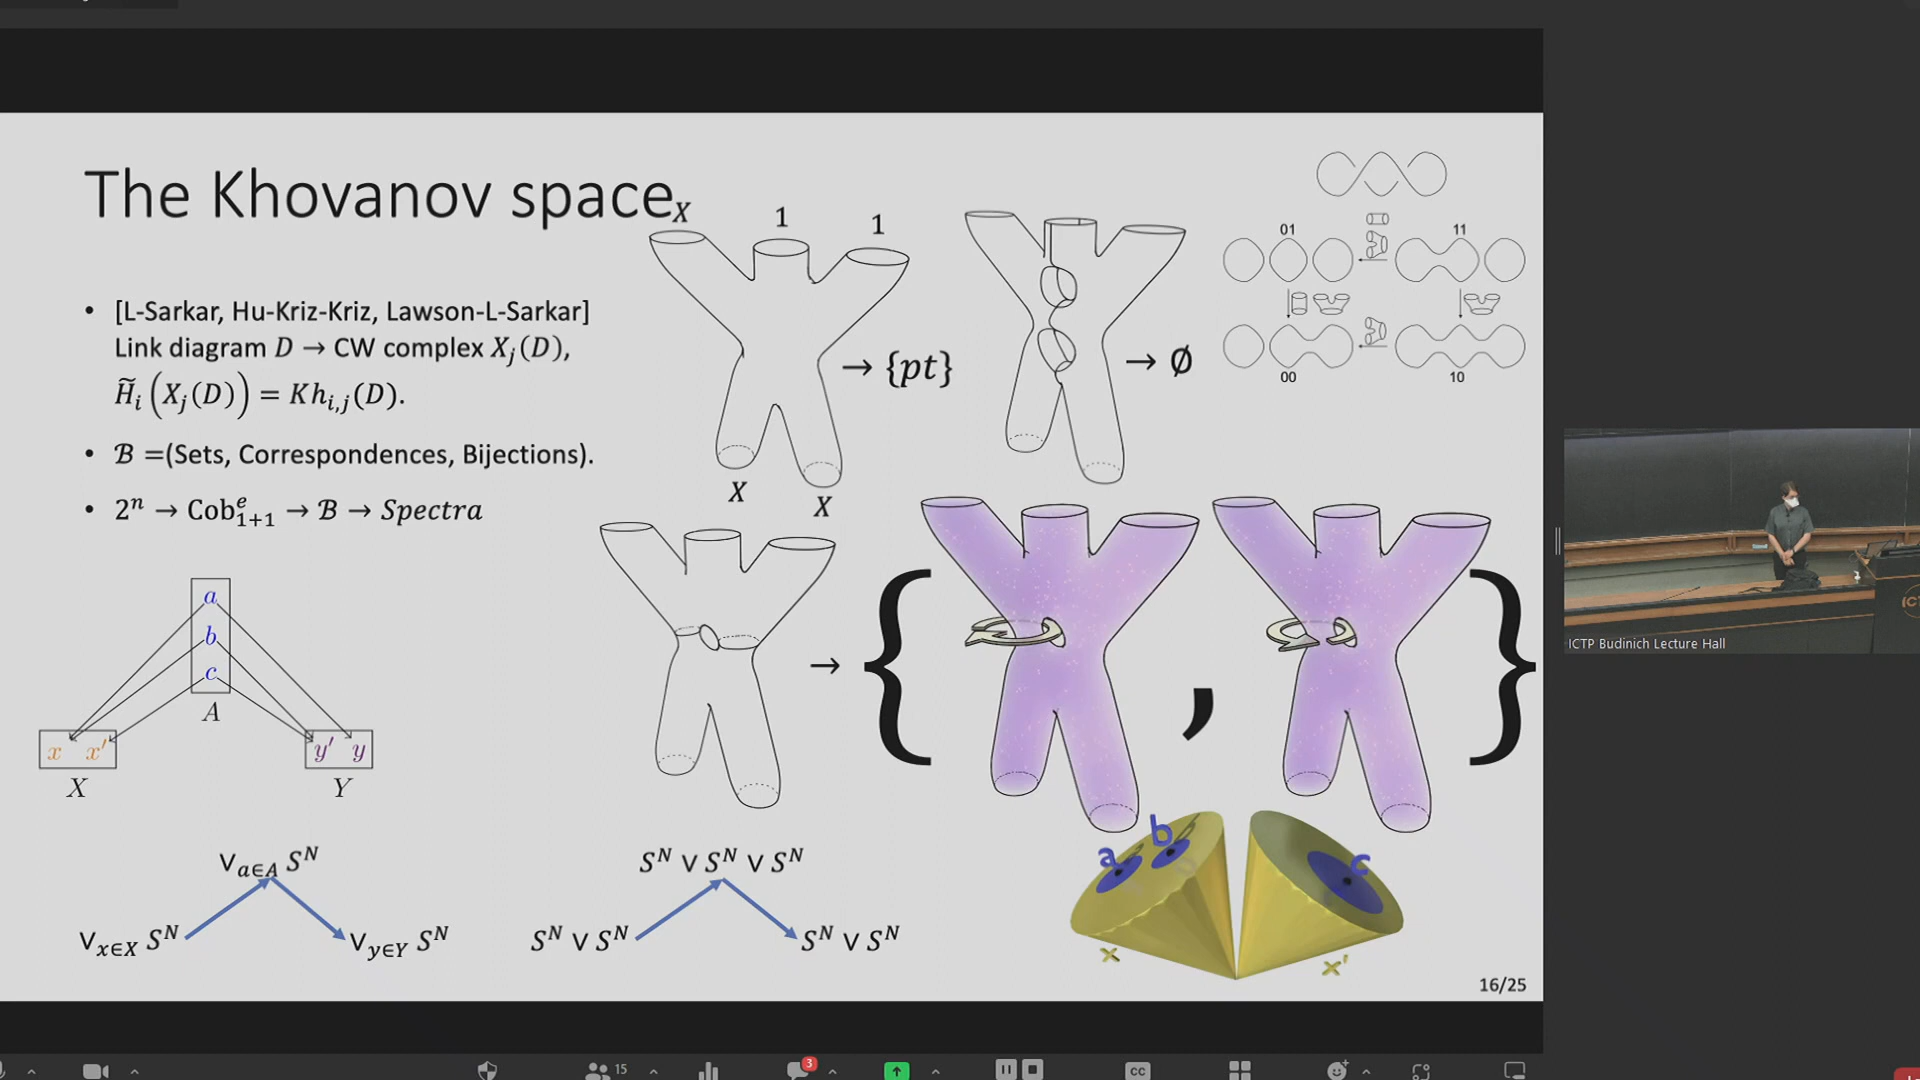 The Khovanov space
• [L-Sarkar, Hu-Kriz-Kriz, Lawson-L-Sarkar]
Link diagram D → CW complex X_j(D),
H̃_i (X_j(D)) = Kh_{i,j}(D).
• ℬ =(Sets, Correspondences, Bijections).
• 2^n → Cob^e_{1+1} → ℬ → Spectra
X 1 1
→ {pt}
X X
→ ∅
01 11
00 10
→ { , }
a
b
c
A
x x′ y′ y
X Y
∨_{a∈A} S^N
∨_{x∈X} S^N ∨_{y∈Y} S^N
S^N ∨ S^N ∨ S^N
S^N ∨ S^N S^N ∨ S^N
a b c
x x'
16/25
ICTP Budinich Lecture Hall
15
3
CC